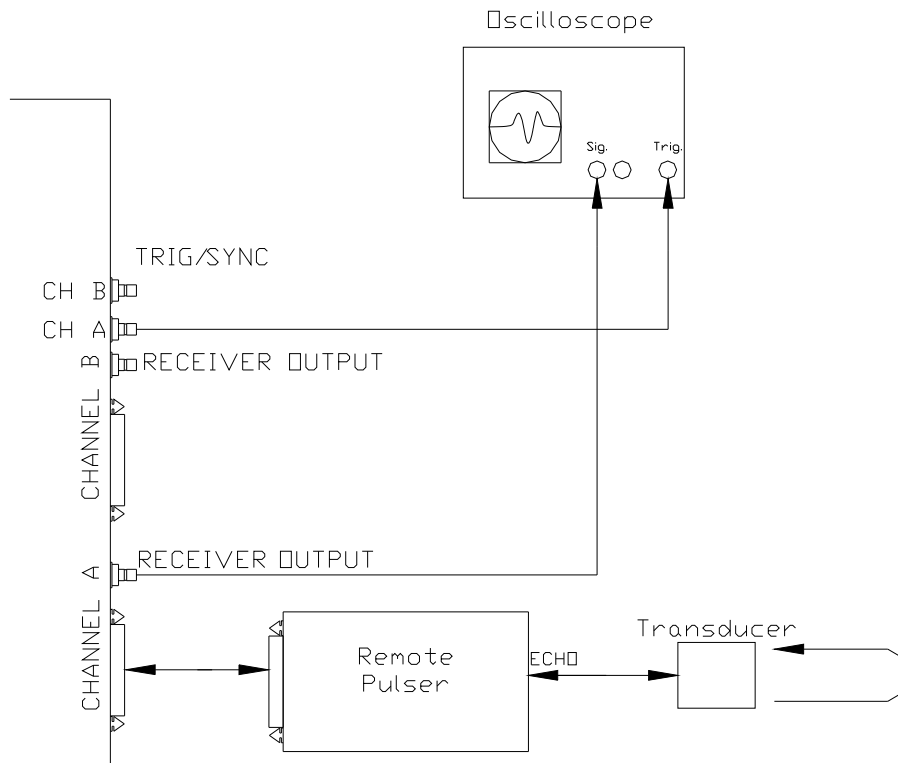 Oscilloscope
Sig.
Trig.
TRIG/SYNC
CH B
CH A
B
RECEIVER OUTPUT
CHANNEL
A
RECEIVER OUTPUT
CHANNEL
Remote
Pulser
ECHO
Transducer